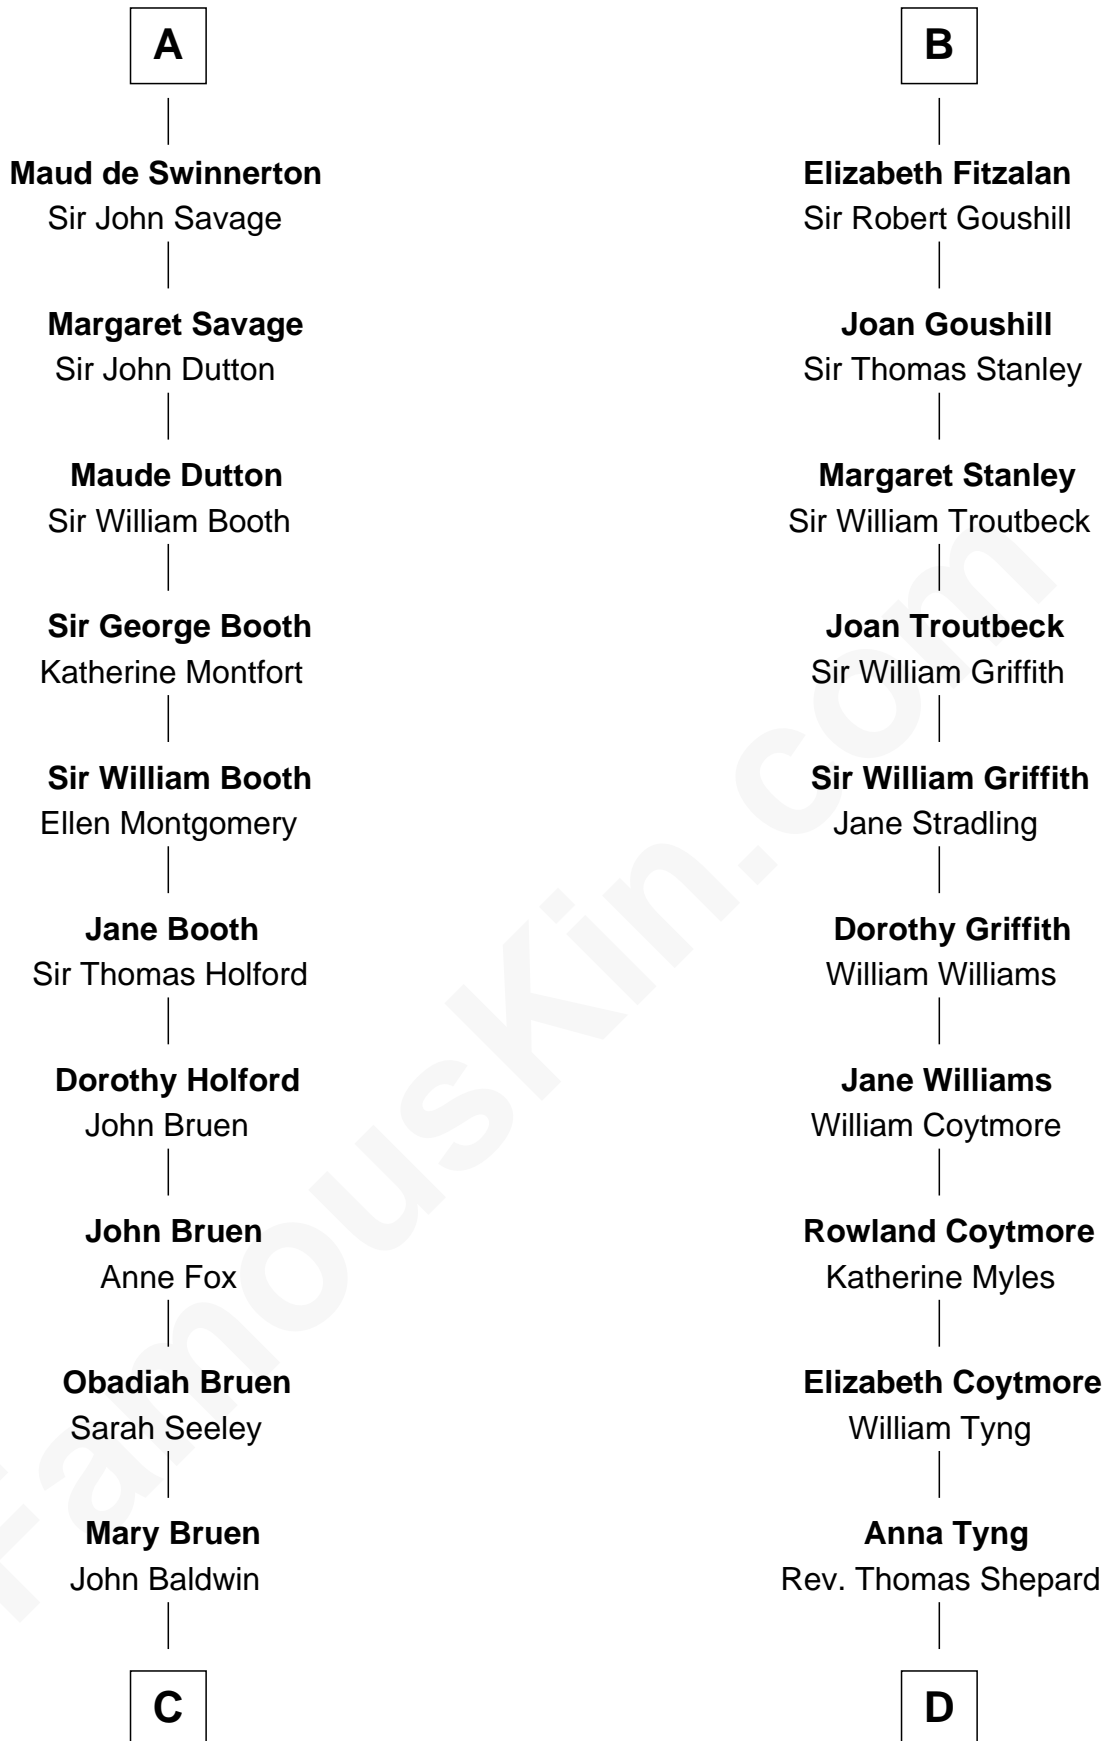 A
Maud de Swinnerton
Sir John Savage
Margaret Savage
Sir John Dutton
Maude Dutton
Sir William Booth
Sir George Booth
Katherine Montfort
Sir William Booth
Ellen Montgomery
Jane Booth
Sir Thomas Holford
Dorothy Holford
John Bruen
John Bruen
Anne Fox
Obadiah Bruen
Sarah Seeley
Mary Bruen
John Baldwin
C
B
Elizabeth Fitzalan
Sir Robert Goushill
Joan Goushill
Sir Thomas Stanley
Margaret Stanley
Sir William Troutbeck
Joan Troutbeck
Sir William Griffith
Sir William Griffith
Jane Stradling
Dorothy Griffith
William Williams
Jane Williams
William Coytmore
Rowland Coytmore
Katherine Myles
Elizabeth Coytmore
William Tyng
Anna Tyng
Rev. Thomas Shepard
D
FamousKin.com